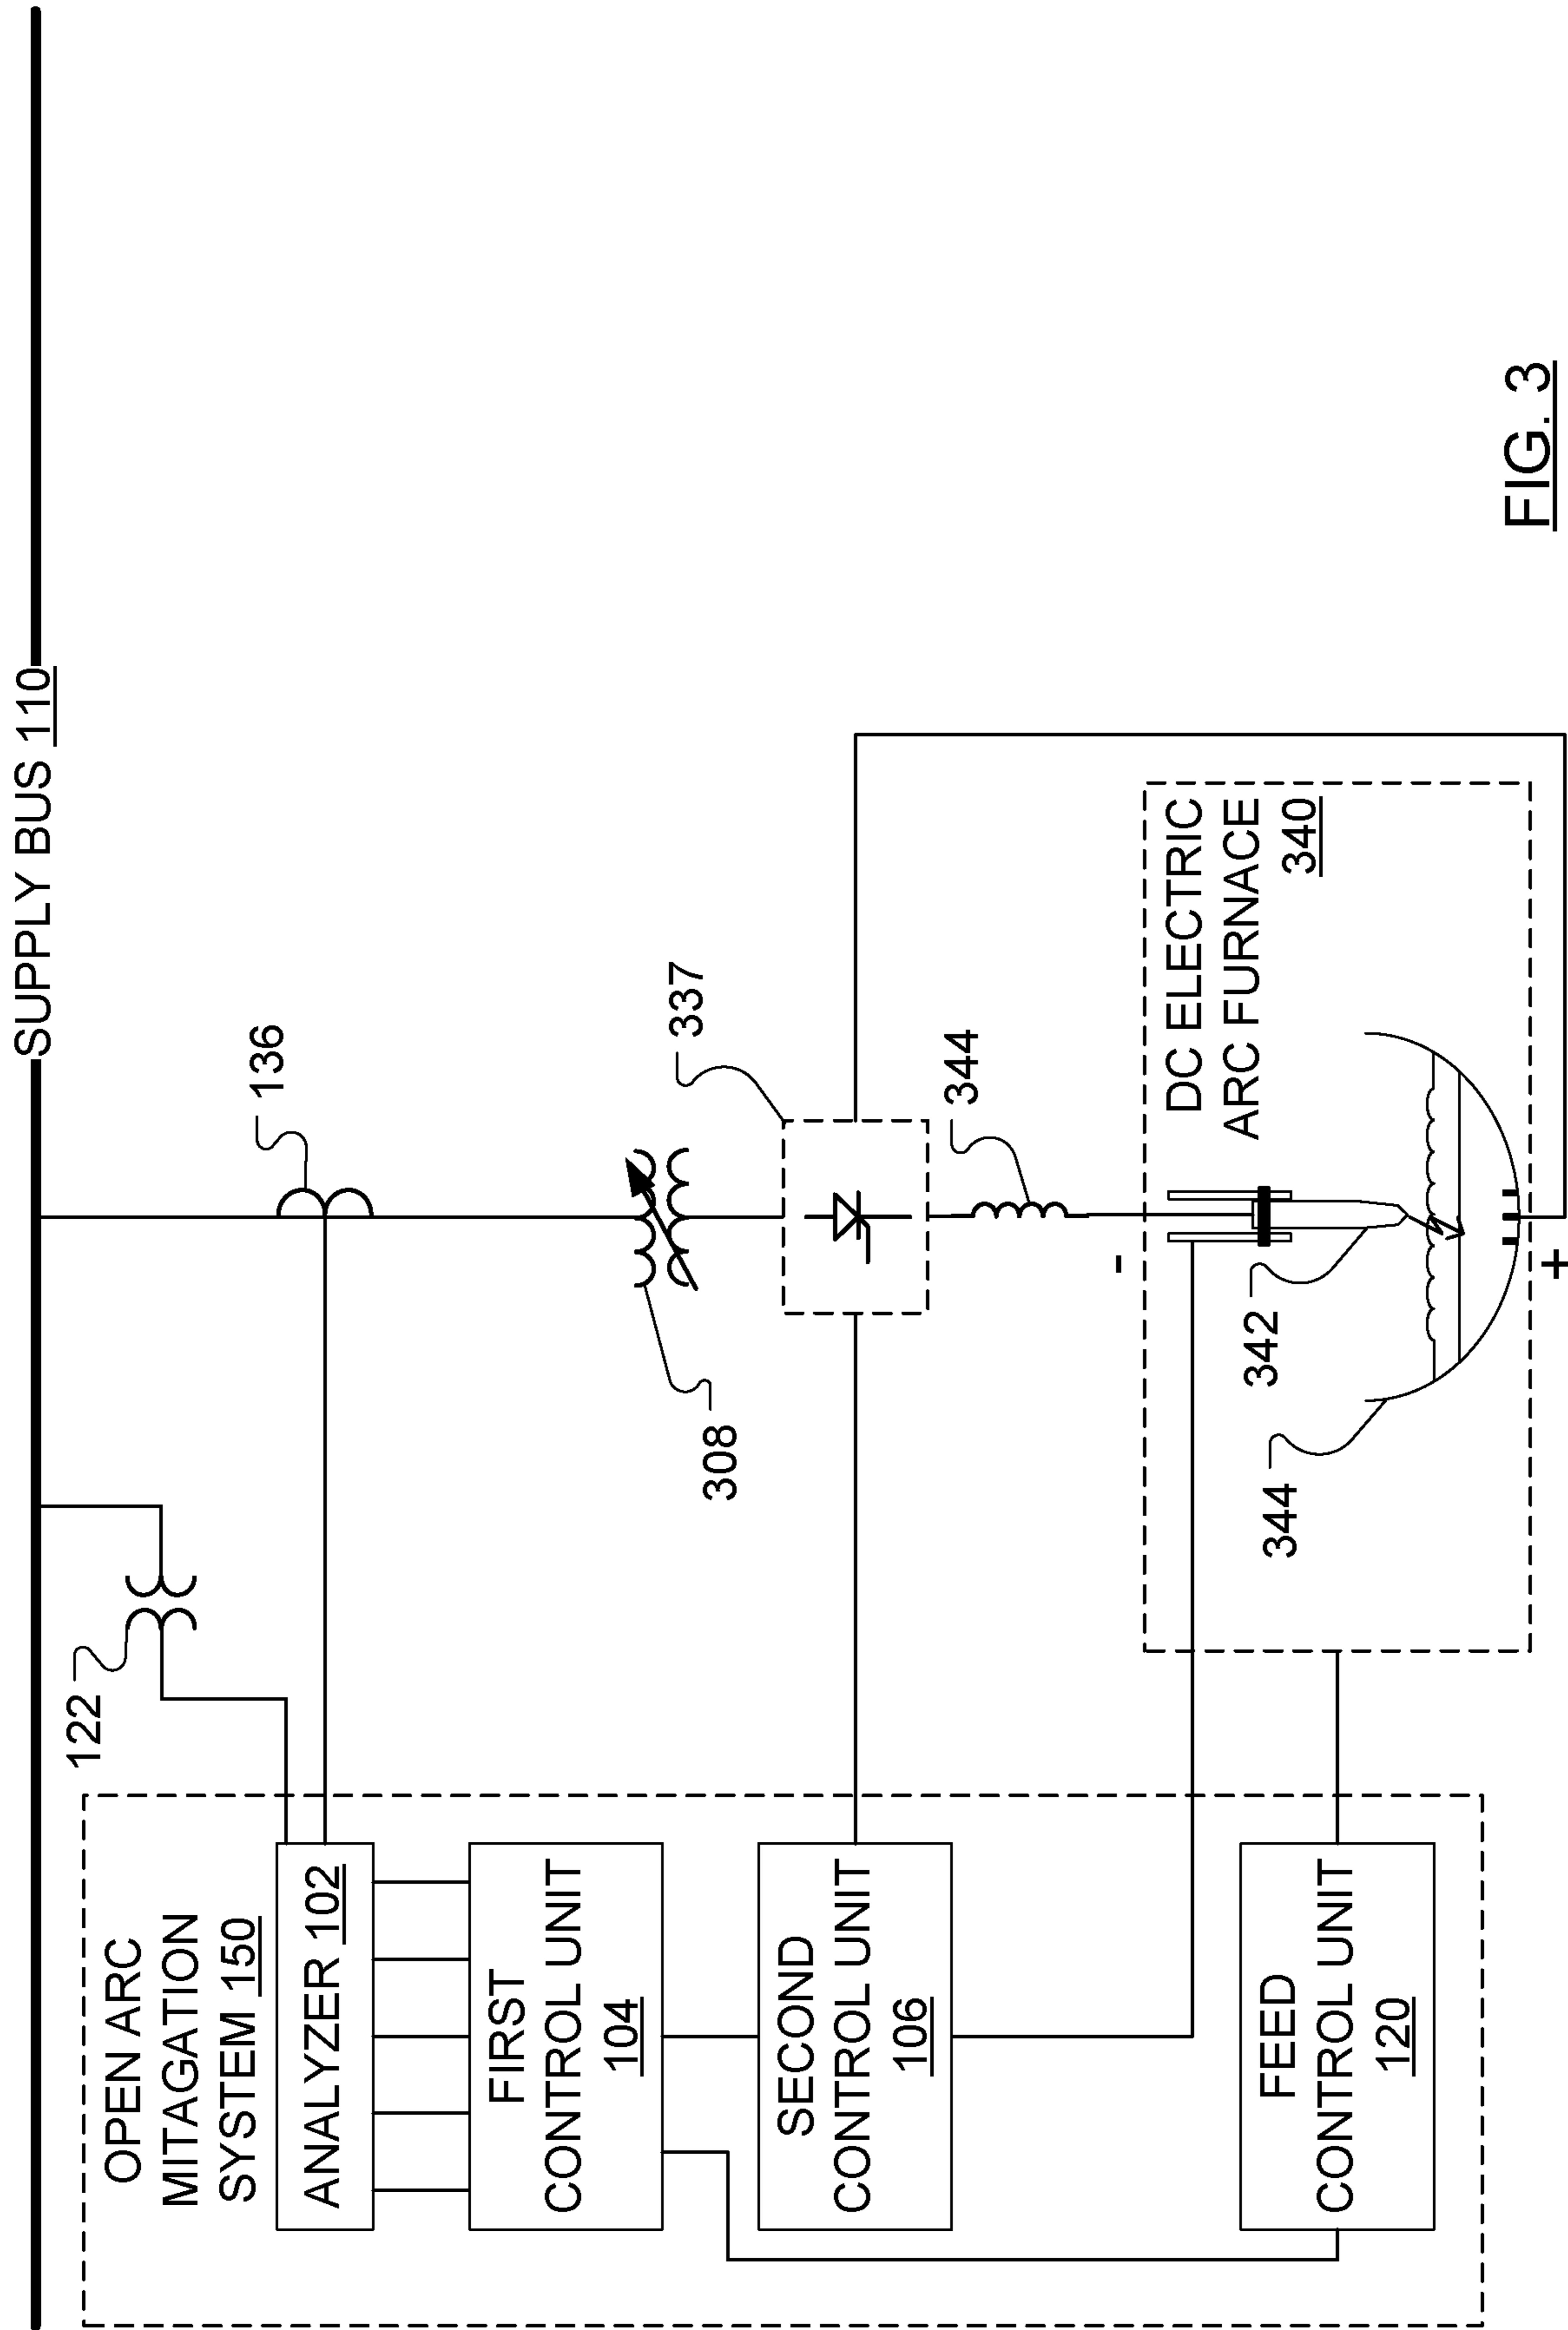 SUPPLY BUS 110
122
136
OPEN ARC
MITAGATION
SYSTEM 150
ANALYZER 102
FIRST
CONTROL UNIT
104
308
337
SECOND
CONTROL UNIT
106
344
-
DC ELECTRIC
ARC FURNACE
340
342
344
FEED
CONTROL UNIT
120
+
FIG. 3